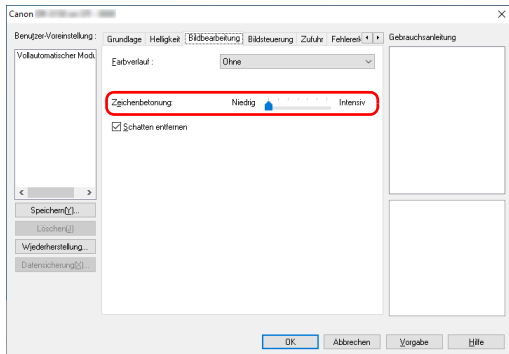 Canon
Benutzer-Voreinstellung :
Vollautomatischer Modu
Speichern[Y]...
Löschen[J]
Wiederherstellung...
Datensicherung[X]...
Grundlage Helligkeit Bildbearbeitung Bildsteuerung Zufuhr Fehlererk
Farbverlauf :
Ohne
Zeichenbetonung:
Niedrig
Intensiv
Schatten entfernen
Gebrauchsanleitung
OK
Abbrechen
Vorgabe
Hilfe